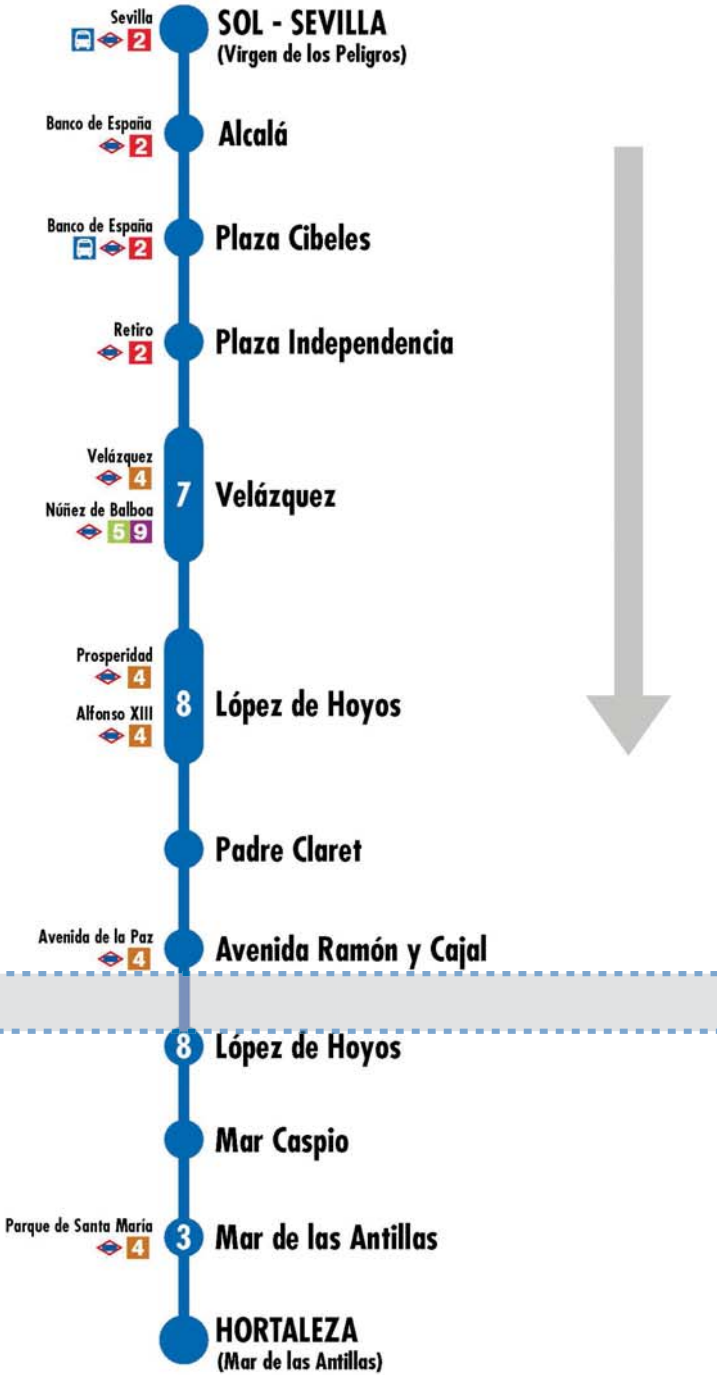 Sevilla
2
SOL - SEVILLA
(Virgen de los Peligros)
Banco de España
2
Alcalá
Banco de España
2
Plaza Cibeles
Retiro
2
Plaza Independencia
Velázquez
4
Núñez de Balboa
5 9
7
Velázquez
Prosperidad
4
Alfonso XIII
4
8
López de Hoyos
Padre Claret
Avenida de la Paz
4
Avenida Ramón y Cajal
8
López de Hoyos
Mar Caspio
Parque de Santa María
4
3
Mar de las Antillas
HORTALEZA
(Mar de las Antillas)